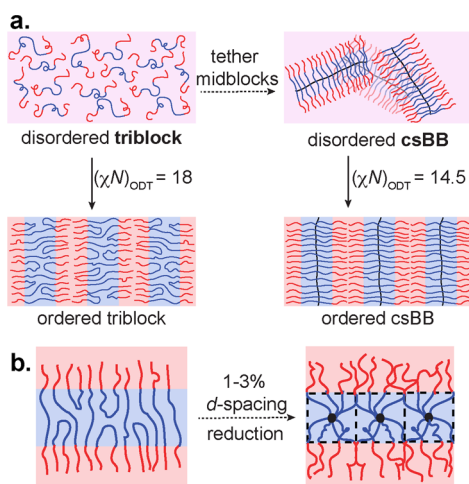 a.
tether
midblocks
disordered triblock
disordered csBB
(χN)ODT = 18
(χN)ODT = 14.5
ordered triblock
ordered csBB
b.
1-3%
d-spacing
reduction